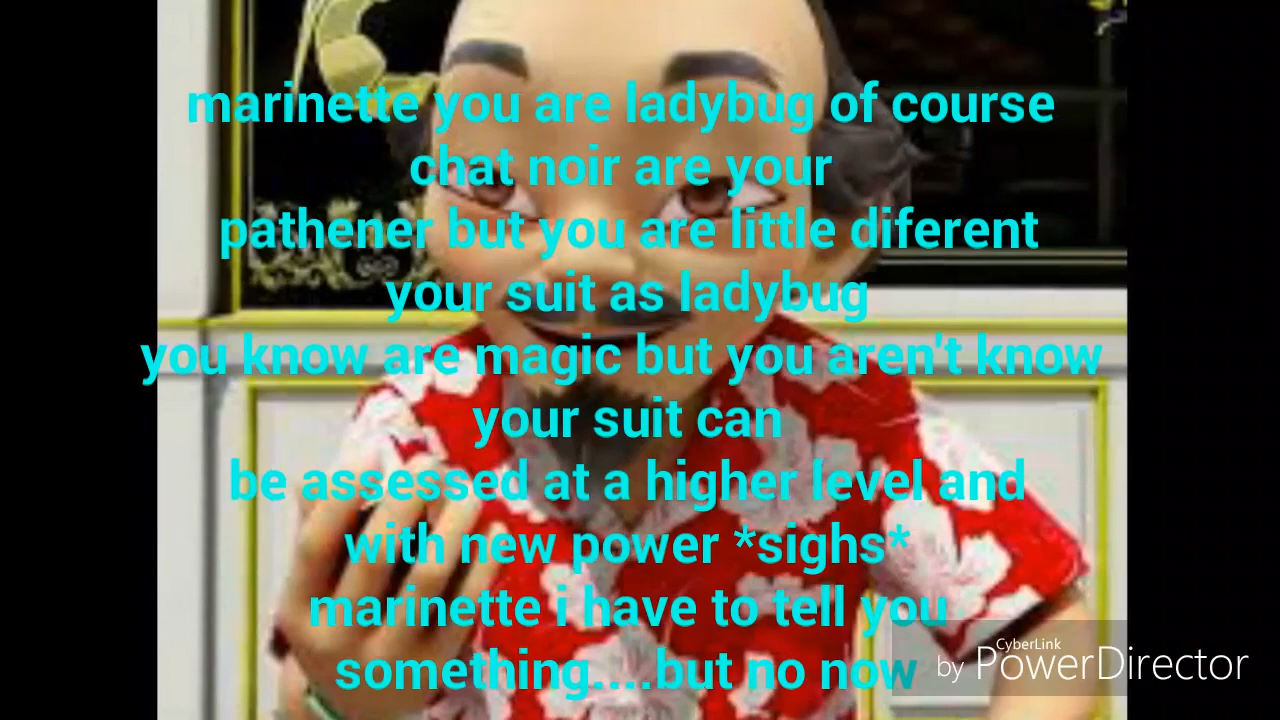 marinette you are ladybug of course
chat noir are your
pathener but you are little diferent
your suit as ladybug
you know are magic but you aren't know
your suit can
be assessed at a higher level and
with new power *sighs*
marinette i have to tell you
something....but no now
CyberLink
by PowerDirector